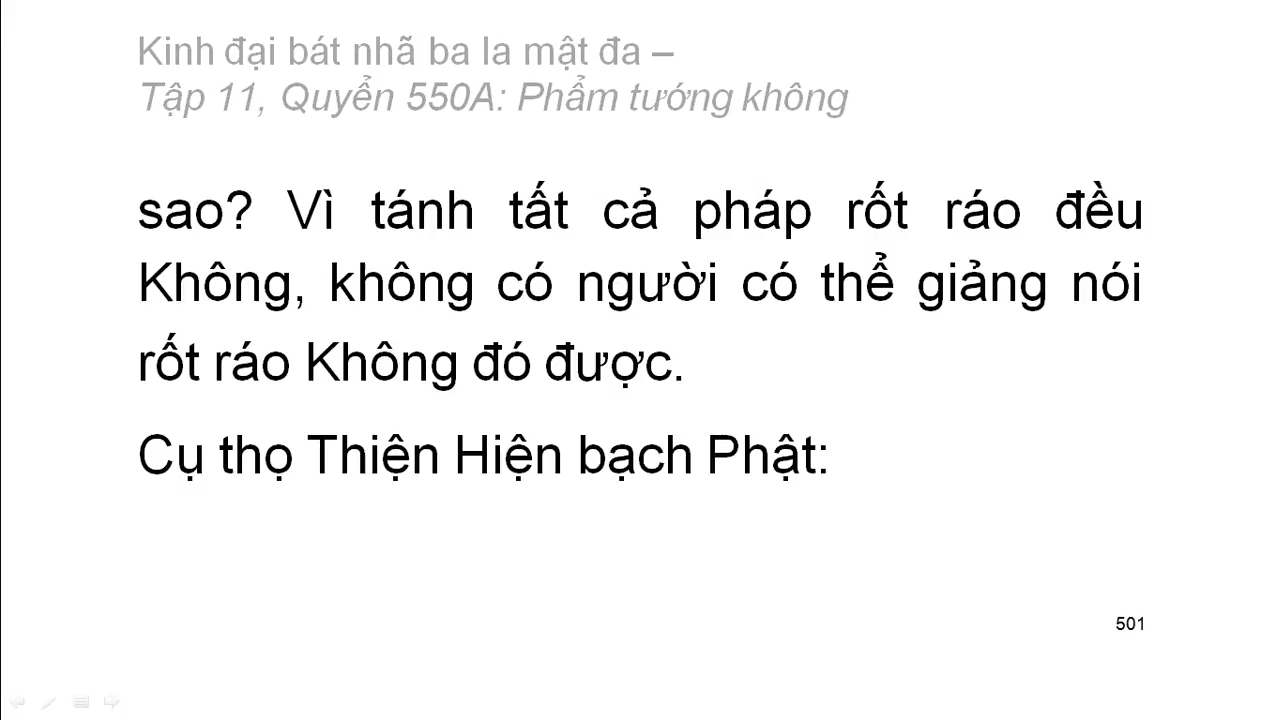 Kinh đại bát nhã ba la mật đa –
Tập 11, Quyển 550A: Phẩm tướng không
sao? Vì tánh tất cả pháp rốt ráo đều
Không, không có người có thể giảng nói
rốt ráo Không đó được.
Cụ thọ Thiện Hiện bạch Phật:
501